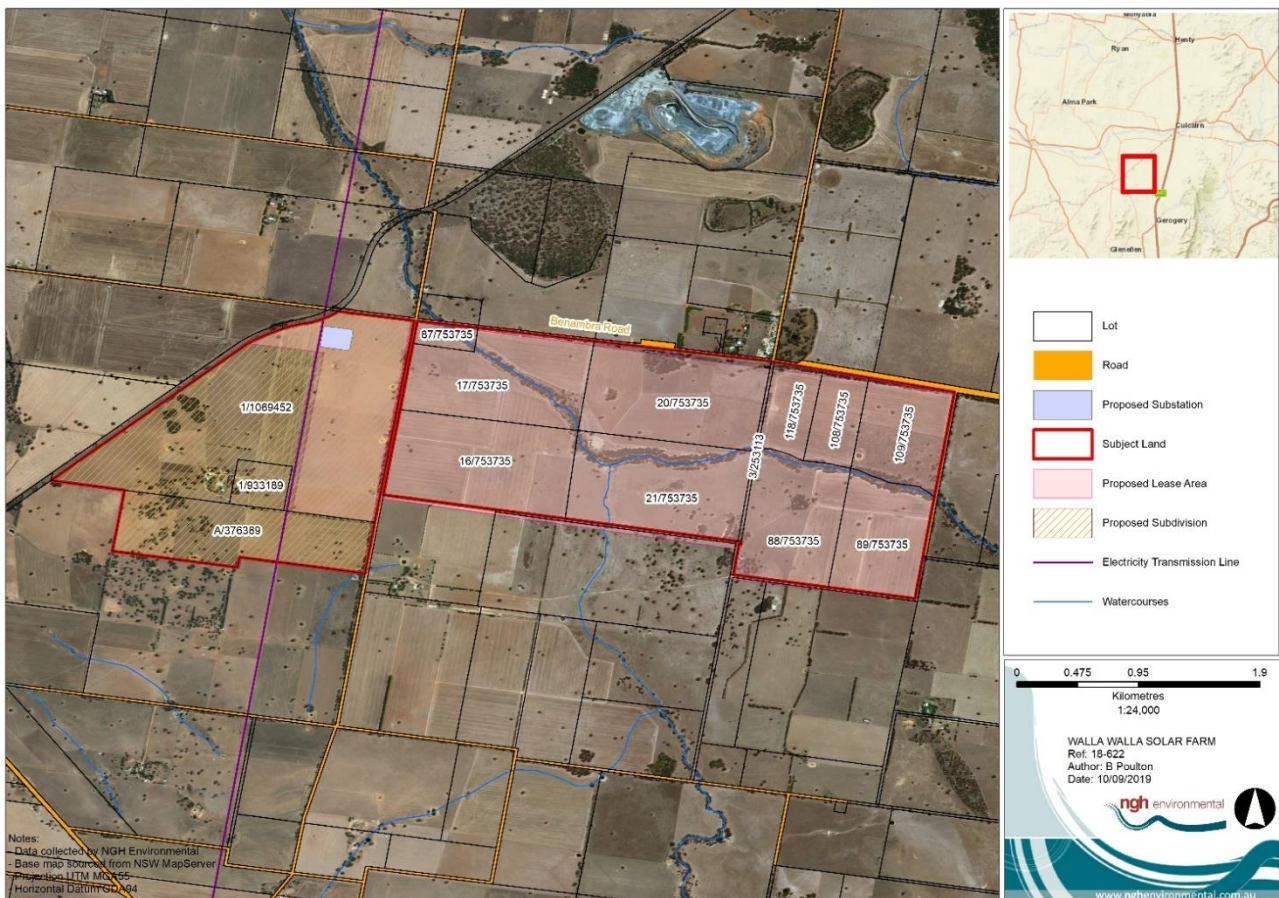 Benambra Road
87/753735
17/753735
20/753735
118/753735
108/753735
109/753735
1/1069452
16/753735
3/253113
1/933189
21/753735
A/376389
88/753735
89/753735
Notes:
- Data collected by NGH Environmental
- Base map sourced from NSW MapServer
- Projection UTM MGA55
- Horizontal Datum GDA94
Ryan
Henty
Alma Park
Culcairn
Gerogery
Glenellen
Lot
Road
Proposed Substation
Subject Land
Proposed Lease Area
Proposed Subdivision
Electricity Transmission Line
Watercourses
0 0.475 0.95 1.9
Kilometres
1:24,000
WALLA WALLA SOLAR FARM
Ref: 18-622
Author: B Poulton
Date: 10/09/2019
ngh environmental
www.nghenvironmental.com.au